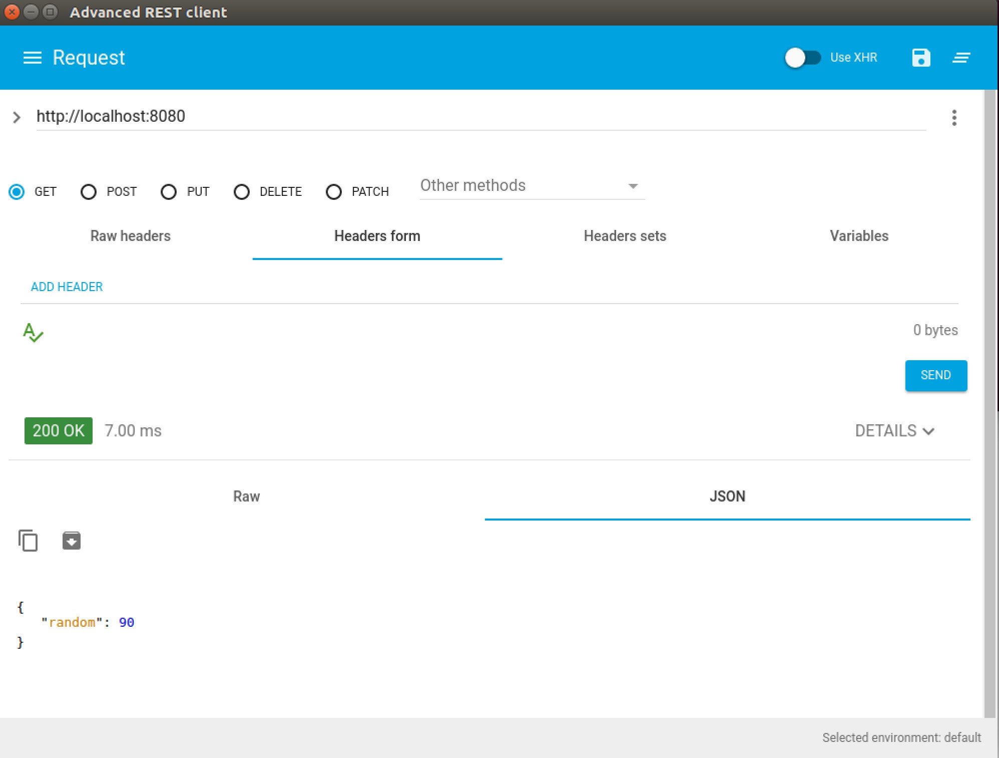 Advanced REST client
Request
Use XHR
http://localhost:8080
GET POST PUT DELETE PATCH Other methods
Raw headers Headers form Headers sets Variables
ADD HEADER
0 bytes
SEND
200 OK 7.00 ms DETAILS
Raw JSON
{
"random": 90
}
Selected environment: default